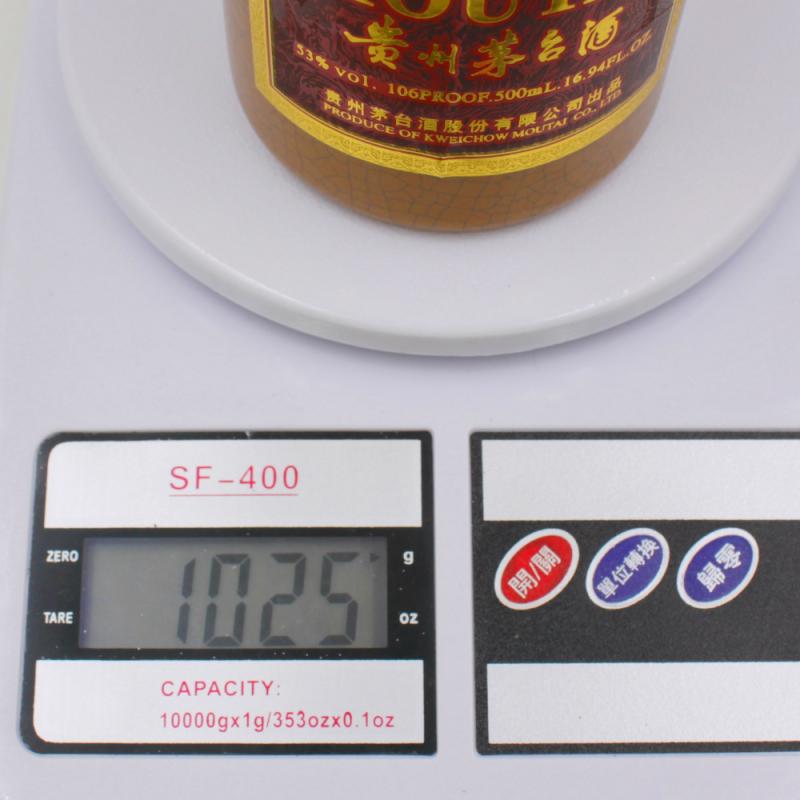 MOUTAI
贵州茅台酒
53% VOL. 106PROOF.500mL.16.94FL.OZ.
贵州茅台酒股份有限公司出品
PRODUCE OF KWEICHOW MOUTAI CO., LTD.
SF-400
ZERO
g
TARE
oz
1025
CAPACITY:
10000gx1g/353ozx0.1oz
開/關
單位轉換
歸零